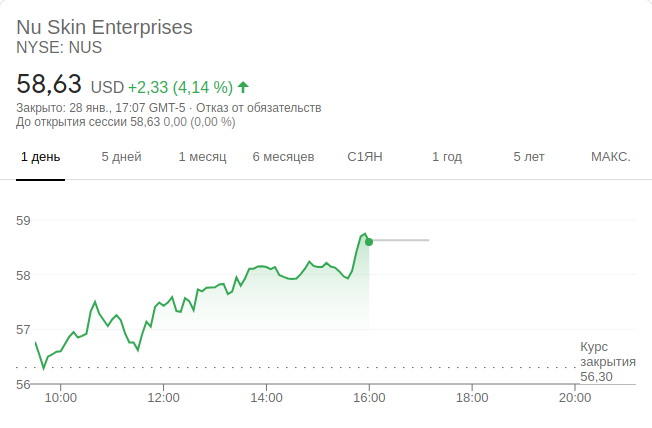 Nu Skin Enterprises
NYSE: NUS
58,63 USD +2,33 (4,14 %)
Закрыто: 28 янв., 17:07 GMT-5 · Отказ от обязательств
До открытия сессии 58,63 0,00 (0,00 %)
1 день 5 дней 1 месяц 6 месяцев С1ЯН 1 год 5 лет МАКС.
59
58
57
Курс
закрытия
56,30
56
10:00 12:00 14:00 16:00 18:00 20:00